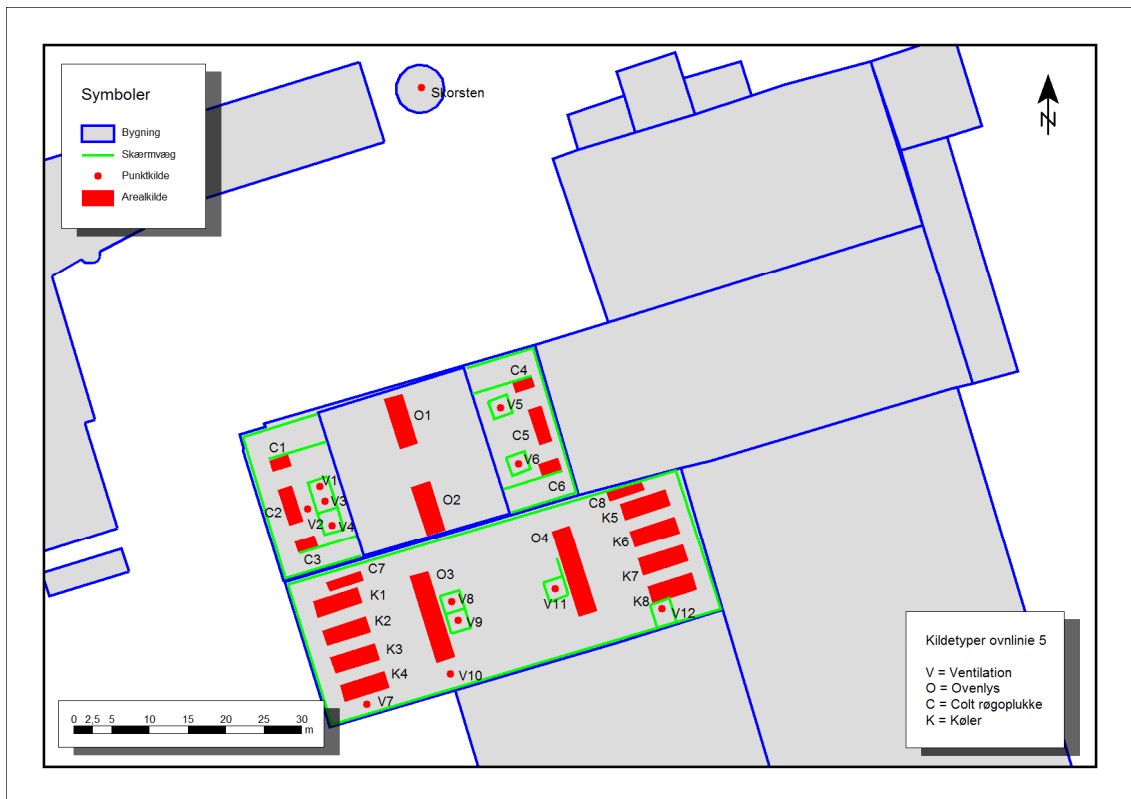 Symboler
Bygning
Skærmvæg
Punktkilde
Arealkilde
Skorsten
N
C4
V5
O1
C5
C1
V6
V1
C6
O2
V3
C8
C2
V2
K5
V4
O4
K6
C3
C7
O3
K7
K1
V8
V11
K8
V12
K2
V9
K3
K4
V10
V7
0 2,5 5 10 15 20 25 30
m
Kildetyper ovnlinie 5
V = Ventilation
O = Ovenlys
C = Colt røgoplukke
K = Køler